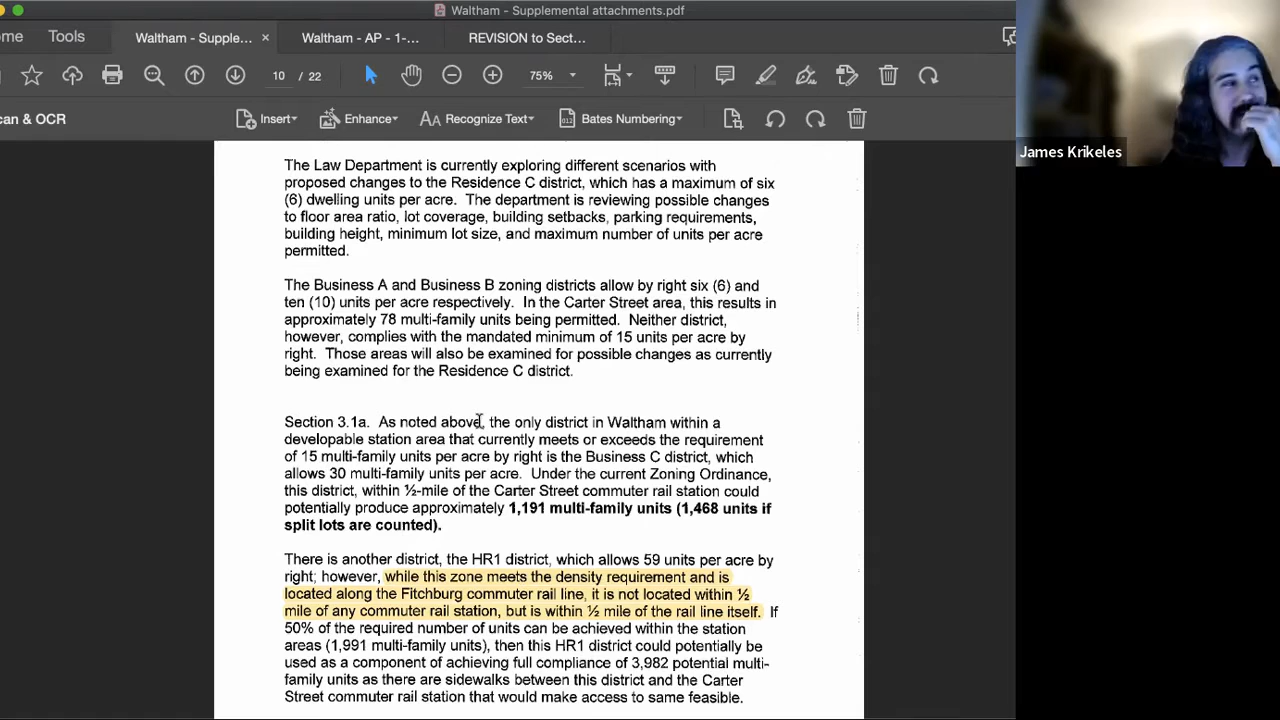 Waltham - Supplemental attachments.pdf
ome Tools Waltham - Supple... × Waltham - AP - 1-... REVISION to Sect...
10 / 22 75%
can & OCR Insert Enhance Recognize Text Bates Numbering
James Krikeles
The Law Department is currently exploring different scenarios with
proposed changes to the Residence C district, which has a maximum of six
(6) dwelling units per acre. The department is reviewing possible changes
to floor area ratio, lot coverage, building setbacks, parking requirements,
building height, minimum lot size, and maximum number of units per acre
permitted.
The Business A and Business B zoning districts allow by right six (6) and
ten (10) units per acre respectively. In the Carter Street area, this results in
approximately 78 multi-family units being permitted. Neither district,
however, complies with the mandated minimum of 15 units per acre by
right. Those areas will also be examined for possible changes as currently
being examined for the Residence C district.
Section 3.1a. As noted above, the only district in Waltham within a
developable station area that currently meets or exceeds the requirement
of 15 multi-family units per acre by right is the Business C district, which
allows 30 multi-family units per acre. Under the current Zoning Ordinance,
this district, within ½-mile of the Carter Street commuter rail station could
potentially produce approximately 1,191 multi-family units (1,468 units if
split lots are counted).
There is another district, the HR1 district, which allows 59 units per acre by
right; however, while this zone meets the density requirement and is
located along the Fitchburg commuter rail line, it is not located within ½
mile of any commuter rail station, but is within ½ mile of the rail line itself. If
50% of the required number of units can be achieved within the station
areas (1,991 multi-family units), then this HR1 district could potentially be
used as a component of achieving full compliance of 3,982 potential multi-
family units as there are sidewalks between this district and the Carter
Street commuter rail station that would make access to same feasible.